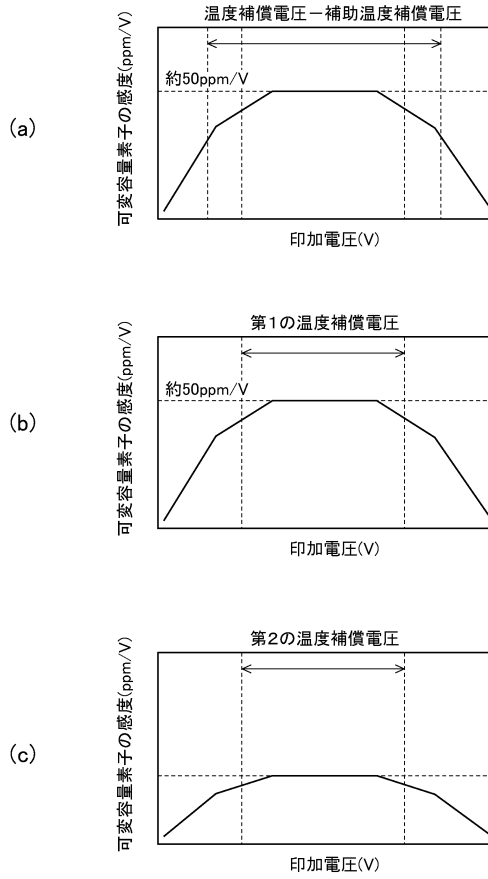 温度補償電圧－補助温度補償電圧
約50ppm/V
可変容量素子の感度(ppm/V)
(a)
印加電圧(V)
第１の温度補償電圧
約50ppm/V
可変容量素子の感度(ppm/V)
(b)
印加電圧(V)
第２の温度補償電圧
可変容量素子の感度(ppm/V)
(c)
印加電圧(V)